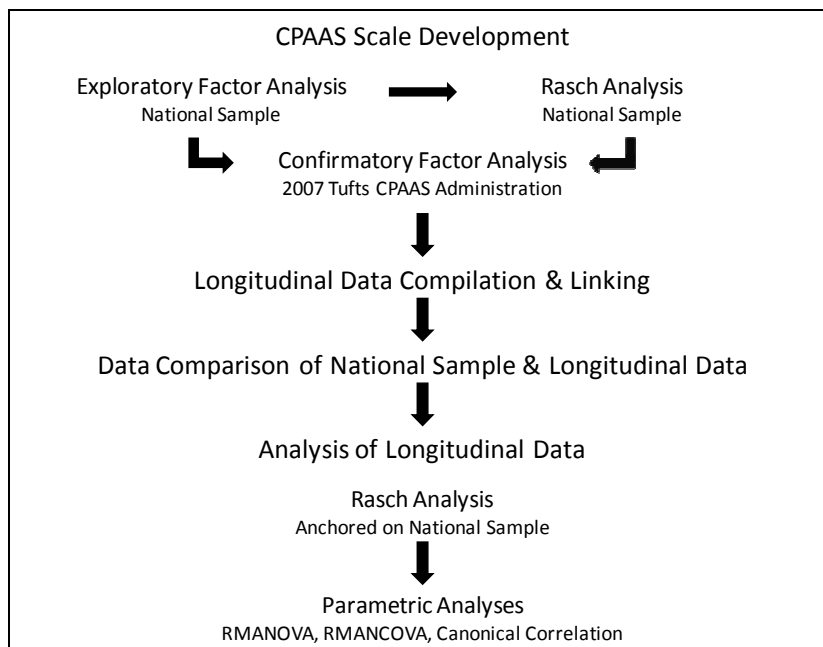 CPAAS Scale Development
Exploratory Factor Analysis
National Sample
Rasch Analysis
National Sample
Confirmatory Factor Analysis
2007 Tufts CPAAS Administration
Longitudinal Data Compilation & Linking
Data Comparison of National Sample & Longitudinal Data
Analysis of Longitudinal Data
Rasch Analysis
Anchored on National Sample
Parametric Analyses
RMANOVA, RMANCOVA, Canonical Correlation